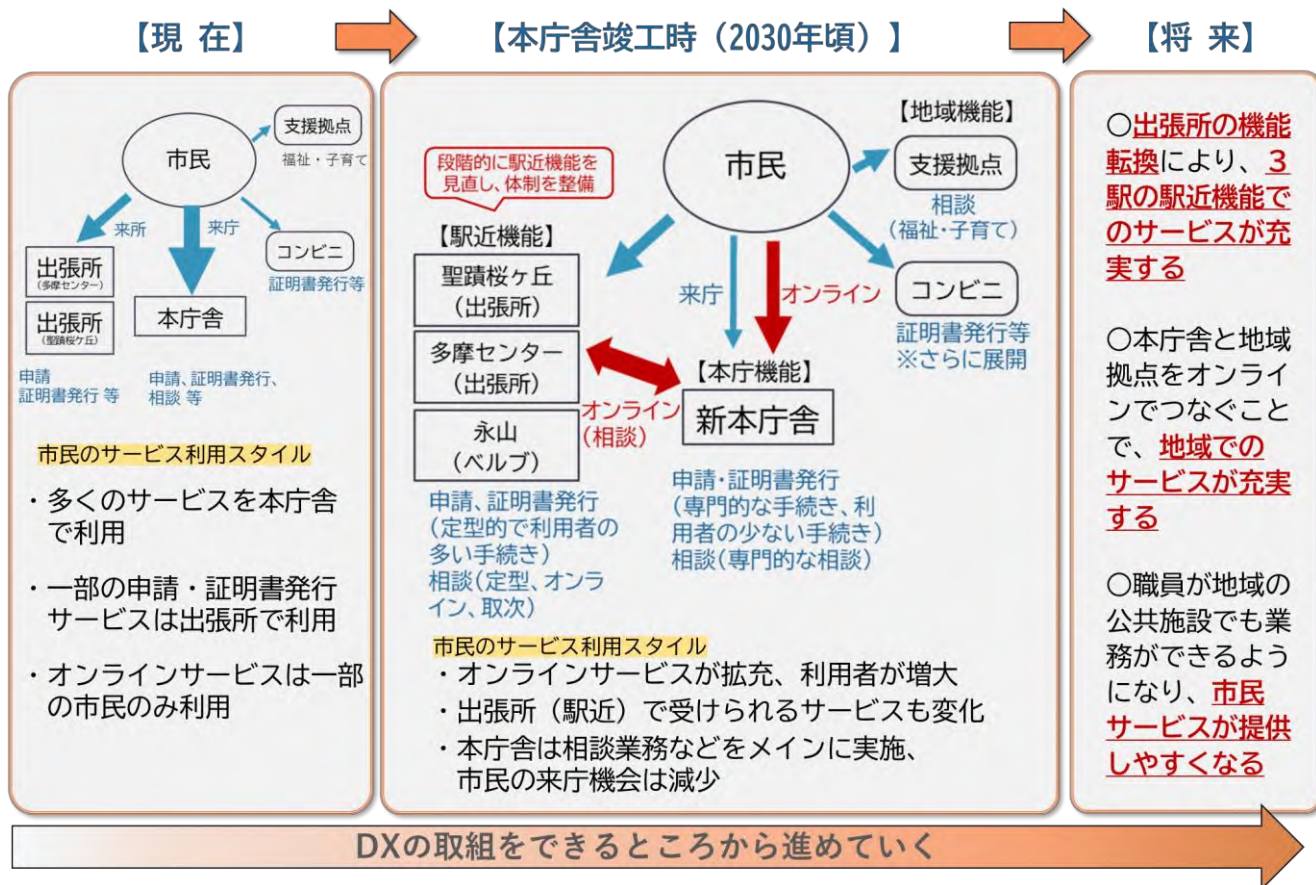 【現 在】
【本庁舎竣工時（2030年頃）】
【将 来】
市民
支援拠点
福祉・子育て
来所
来庁
コンビニ
証明書発行等
出張所
(多摩センター)
出張所
(聖蹟桜ケ丘)
本庁舎
申請
証明書発行 等
申請、証明書発行、
相談 等
市民のサービス利用スタイル
・多くのサービスを本庁舎
で利用
・一部の申請・証明書発行
サービスは出張所で利用
・オンラインサービスは一部
の市民のみ利用
段階的に駅近機能を
見直し、体制を整備
市民
【地域機能】
支援拠点
相談
(福祉・子育て)
コンビニ
証明書発行等
※さらに展開
【駅近機能】
聖蹟桜ヶ丘
(出張所)
多摩センター
(出張所)
永山
(ベルブ)
来庁
オンライン
オンライン
(相談)
【本庁機能】
新本庁舎
申請、証明書発行
(定型的で利用者の
多い手続き)
相談(定型、オンラ
イン、取次)
申請・証明書発行
(専門的な手続き、利
用者の少ない手続き)
相談(専門的な相談)
市民のサービス利用スタイル
・オンラインサービスが拡充、利用者が増大
・出張所（駅近）で受けられるサービスも変化
・本庁舎は相談業務などをメインに実施、
市民の来庁機会は減少
○出張所の機能
転換により、３
駅の駅近機能で
のサービスが充
実する
○本庁舎と地域
拠点をオンライ
ンでつなぐこと
で、地域での
サービスが充実
する
○職員が地域の
公共施設でも業
務ができるよう
になり、市民
サービスが提供
しやすくなる
DXの取組をできるところから進めていく